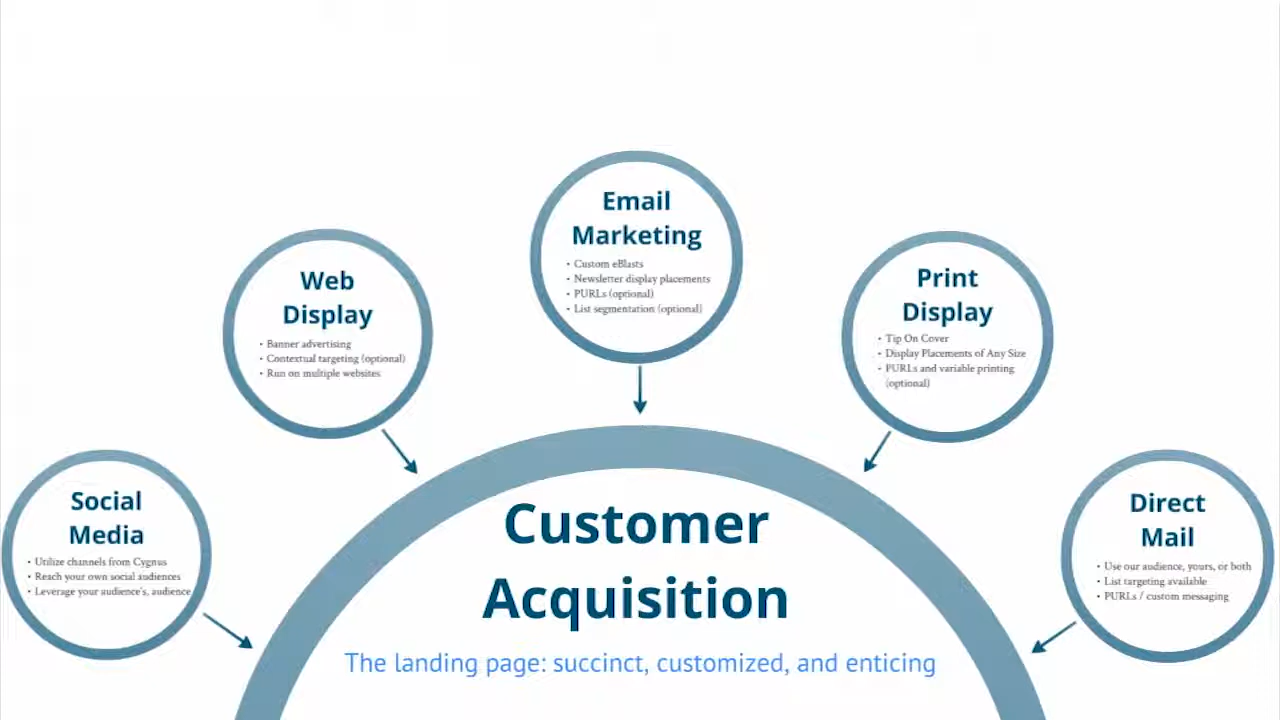 Email
Marketing
• Custom eBlasts
• Newsletter display placements
• PURLs (optional)
• List segmentation (optional)
Web
Display
• Banner advertising
• Contextual targeting (optional)
• Run on multiple websites
Print
Display
• Tip On Cover
• Display Placements of Any Size
• PURLs and variable printing
(optional)
Social
Media
• Utilize channels from Cygnus
• Reach your own social audiences
• Leverage your audience's, audience
Direct
Mail
• Use our audience, yours, or both
• List targeting available
• PURLs / custom messaging
Customer
Acquisition
The landing page: succinct, customized, and enticing